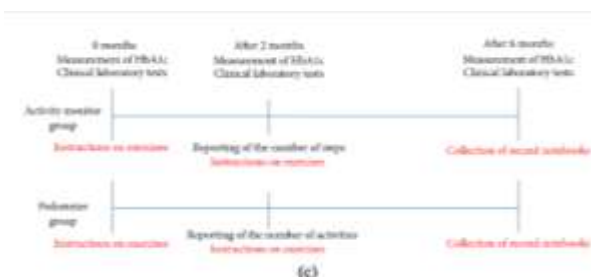 0 months
Measurement of HbA1c
Clinical laboratory tests
After 2 months
Measurement of HbA1c
Clinical laboratory tests
After 6 months
Measurement of HbA1c
Clinical laboratory tests
Activity monitor
group
Instructions on exercises
Reporting of the number of steps
Instructions on exercises
Collection of record notebooks
Pedometer
group
Instructions on exercises
Reporting of the number of activities
Instructions on exercises
Collection of record notebooks
(c)